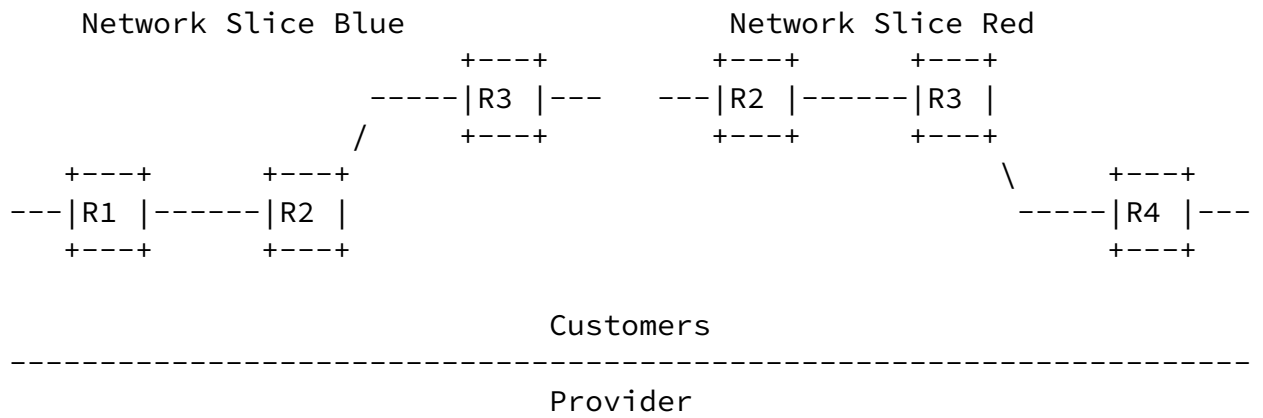 Network Slice Blue Network Slice Red
+---+ +---+ +---+
-----|R3 |--- ---|R2 |------|R3 |
/ +---+ +---+ +---+
+---+ +---+ \ +---+
---|R1 |------|R2 | -----|R4 |---
+---+ +---+ +---+
Customers
---------------------------------------------------------------------
Provider